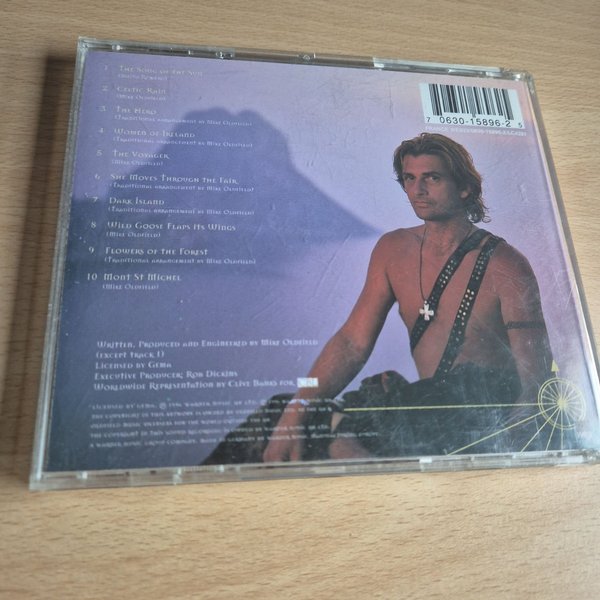 1 The Song of the Sun
2 Celtic Rain
(Mike Oldfield)
3 The Hero
(Traditional arrangement by Mike Oldfield)
4 Women of Ireland
(Traditional arrangement by Mike Oldfield)
5 The Voyager
(Mike Oldfield)
6 She Moves Through the Fair
(Traditional arrangement by Mike Oldfield)
7 Dark Island
(Traditional arrangement by Mike Oldfield)
8 Wild Goose Flaps Its Wings
(Mike Oldfield)
9 Flowers of the Forest
(Traditional arrangement by Mike Oldfield)
10 Mont St Michel
(Mike Oldfield)
7 0630-15896-2 5
Written, Produced and Engineered by Mike Oldfield
(except track 1)
Licensed by Gema
Executive Producer; Rob Dickins
Worldwide Representation by Clive Banks for